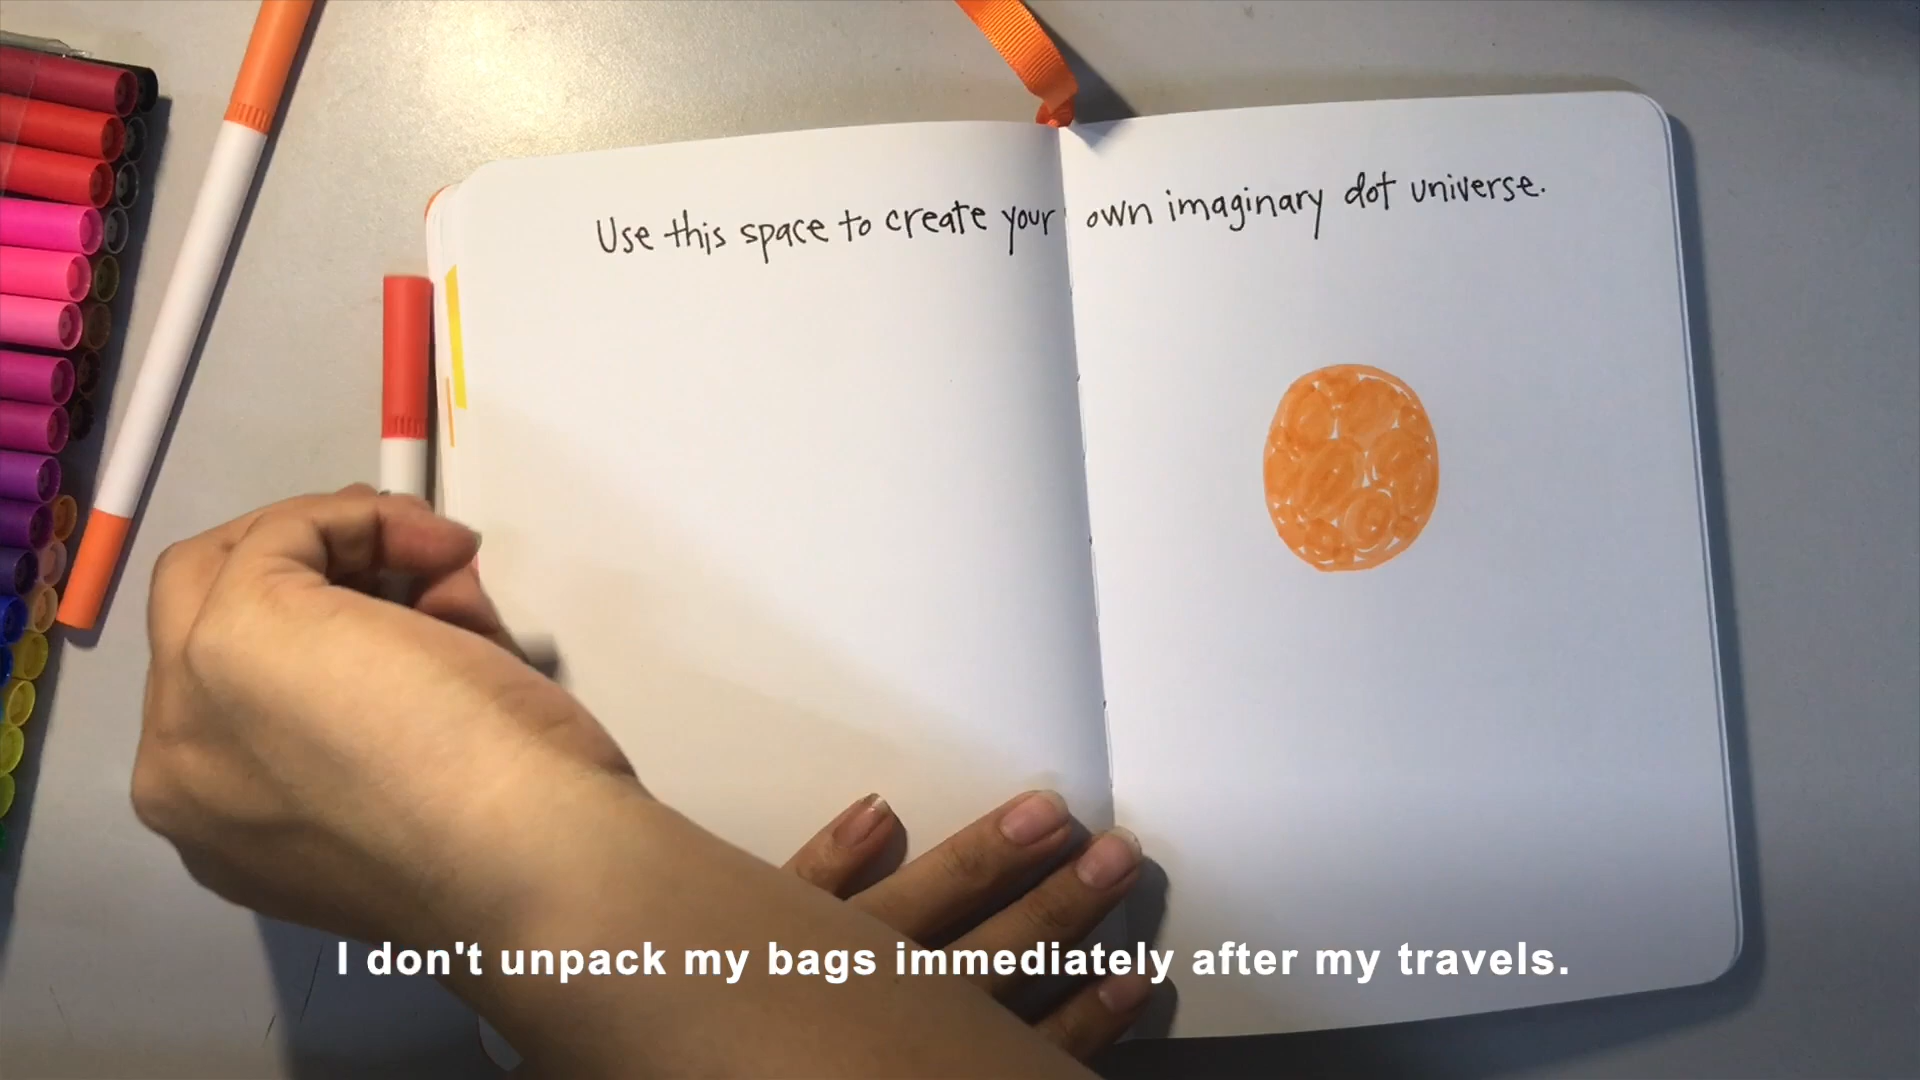 Use this space to create your own imaginary dot universe.
I don't unpack my bags immediately after my travels.